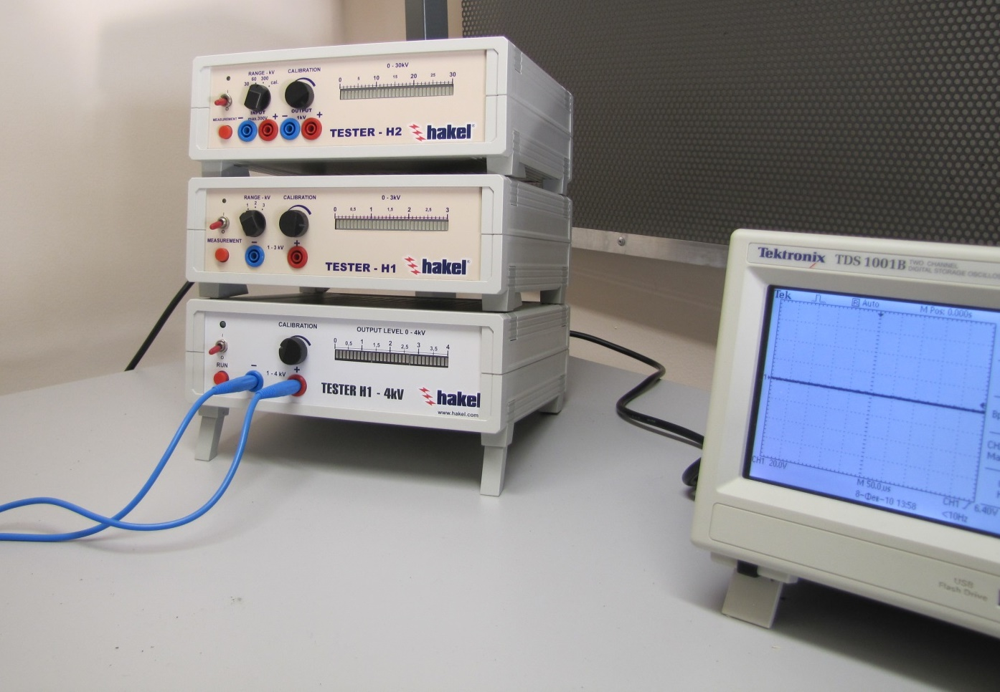 RANGE - kV
30 60 300 cal.
CALIBRATION
0 - 30kV
0 5 10 15 20 25 30
I
O
MEASUREMENT
INPUT
max.300V
- +
OUTPUT
1kV
- +
TESTER - H2
hakel®
RANGE - kV
1 2 3
CALIBRATION
0 - 3kV
0 0,5 1 1,5 2 2,5 3
I
O
MEASUREMENT
- 1 - 3 kV +
TESTER - H1
hakel®
CALIBRATION
OUTPUT LEVEL 0 - 4kV
0 0,5 1 1,5 2 2,5 3 3,5 4
I
O
RUN
- 1 - 4 kV +
TESTER H1 - 4kV
hakel
www.hakel.com
Tektronix TDS 1001B
TWO CHANNEL
DIGITAL STORAGE
Tek
R Auto
M Pos: 0.000s
1
CH1 20.0V
M 50.0µs
CH1 / 6.40V
8-Фев-10 13:58
<10Hz
USB
Flash Drive